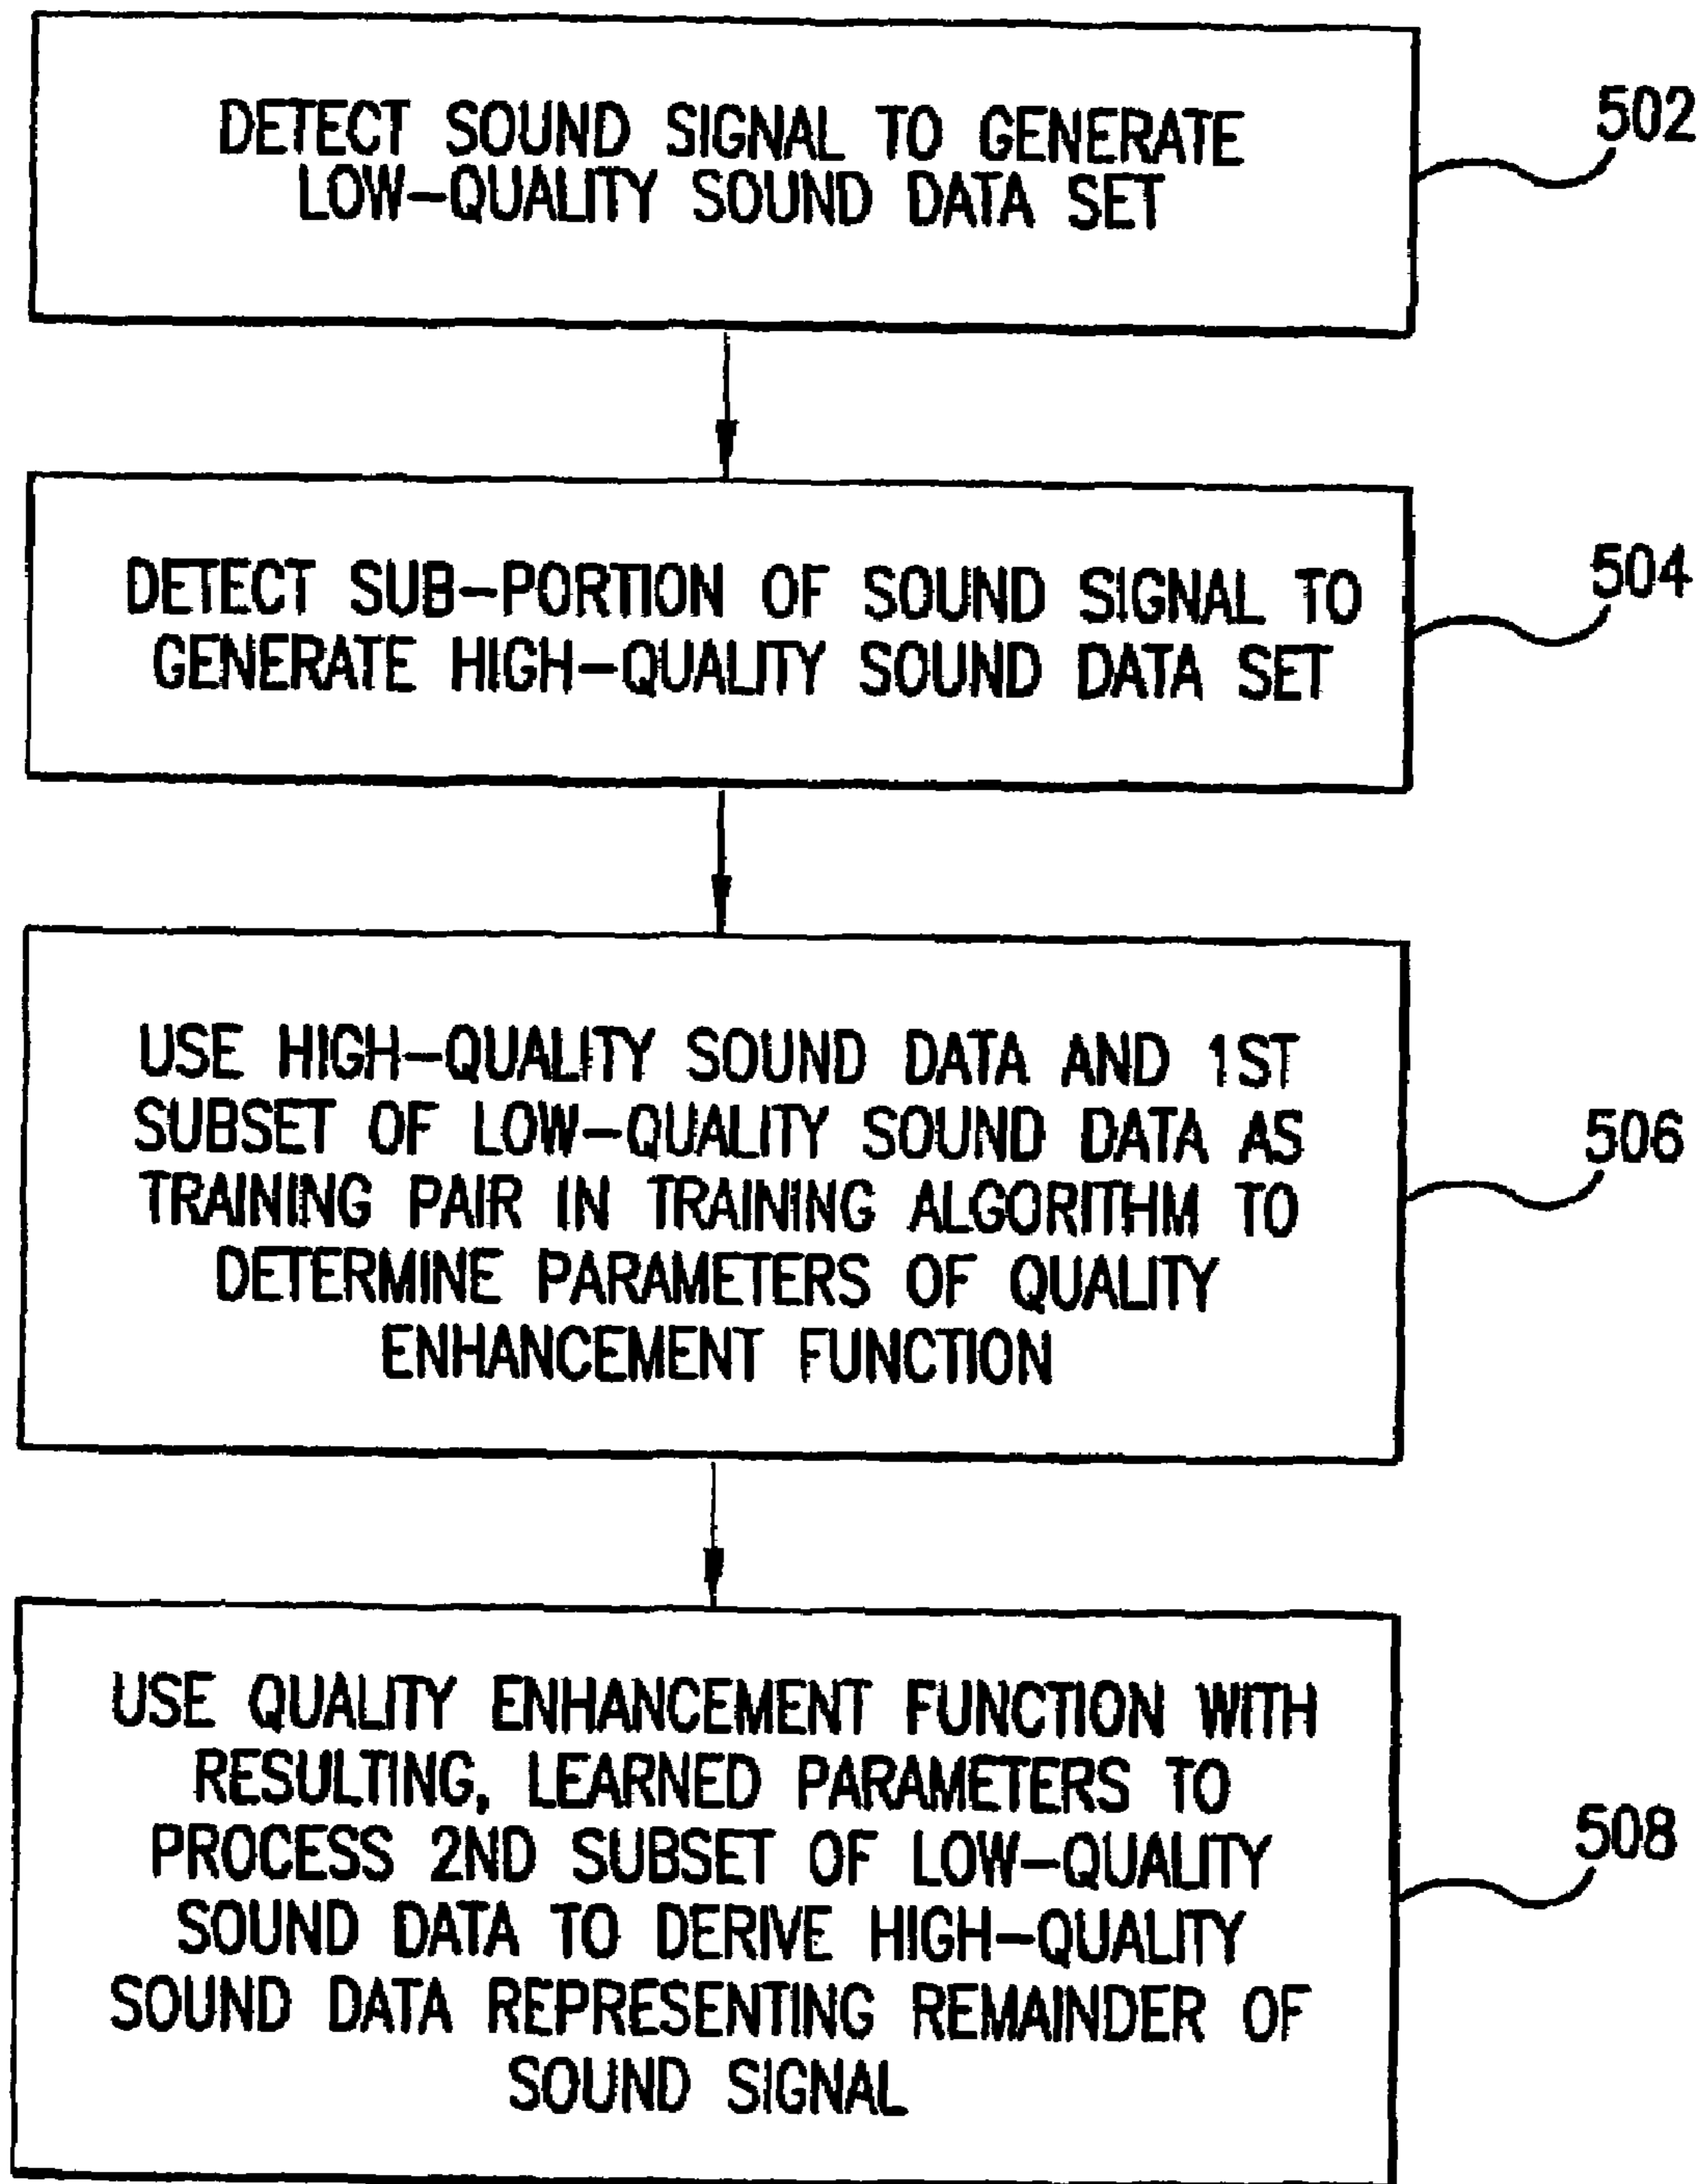 DETECT SOUND SIGNAL TO GENERATE
LOW-QUALITY SOUND DATA SET
502
DETECT SUB-PORTION OF SOUND SIGNAL TO
GENERATE HIGH-QUALITY SOUND DATA SET
504
USE HIGH-QUALITY SOUND DATA AND 1ST
SUBSET OF LOW-QUALITY SOUND DATA AS
TRAINING PAIR IN TRAINING ALGORITHM TO
DETERMINE PARAMETERS OF QUALITY
ENHANCEMENT FUNCTION
506
USE QUALITY ENHANCEMENT FUNCTION WITH
RESULTING, LEARNED PARAMETERS TO
PROCESS 2ND SUBSET OF LOW-QUALITY
SOUND DATA TO DERIVE HIGH-QUALITY
SOUND DATA REPRESENTING REMAINDER OF
SOUND SIGNAL
508